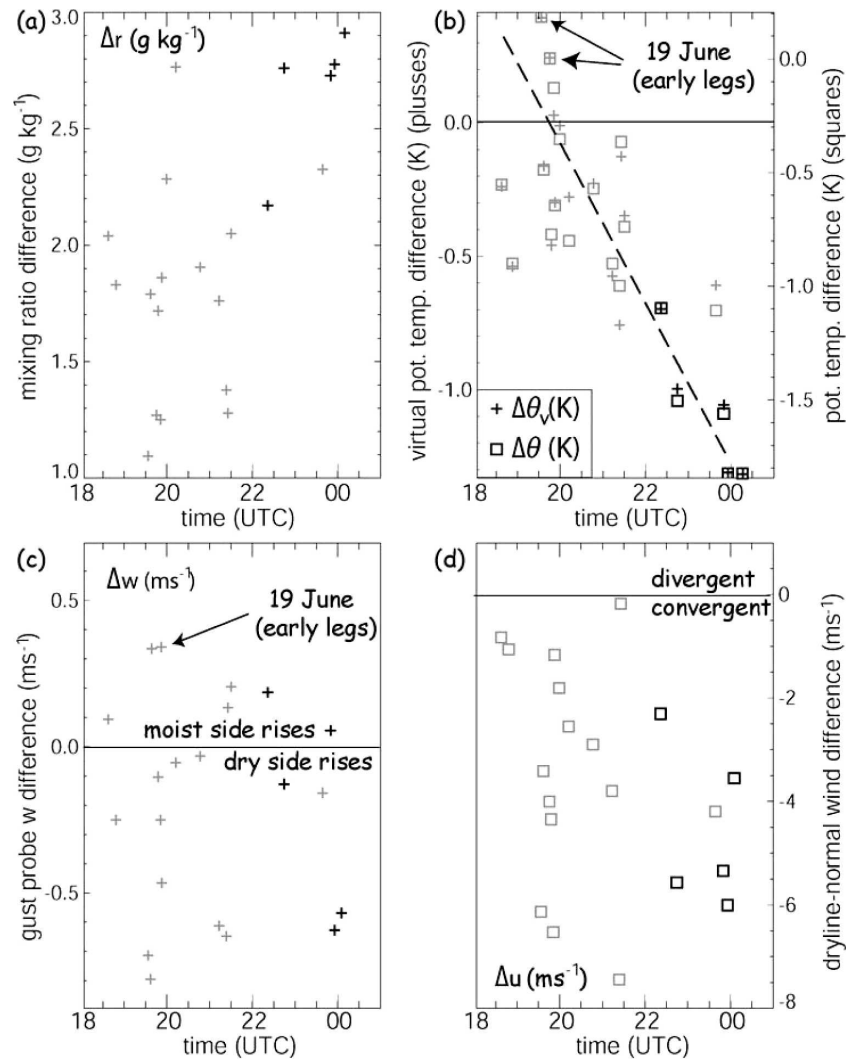 (a)
Δr (g kg⁻¹)
mixing ratio difference (g kg⁻¹)
3.0
2.5
2.0
1.5
1.0
18
20
22
00
time (UTC)
(b)
19 June
(early legs)
virtual pot. temp. difference (K) (plusses)
0.0
-0.5
-1.0
pot. temp. difference (K) (squares)
0.0
-0.5
-1.0
-1.5
+ Δθᵥ(K)
□ Δθ (K)
18
20
22
00
time (UTC)
(c)
Δw (ms⁻¹)
19 June
(early legs)
gust probe w difference (ms⁻¹)
0.5
0.0
-0.5
moist side rises
dry side rises
18
20
22
00
time (UTC)
(d)
divergent
convergent
dryline-normal wind difference (ms⁻¹)
0
-2
-4
-6
-8
Δu (ms⁻¹)
18
20
22
00
time (UTC)